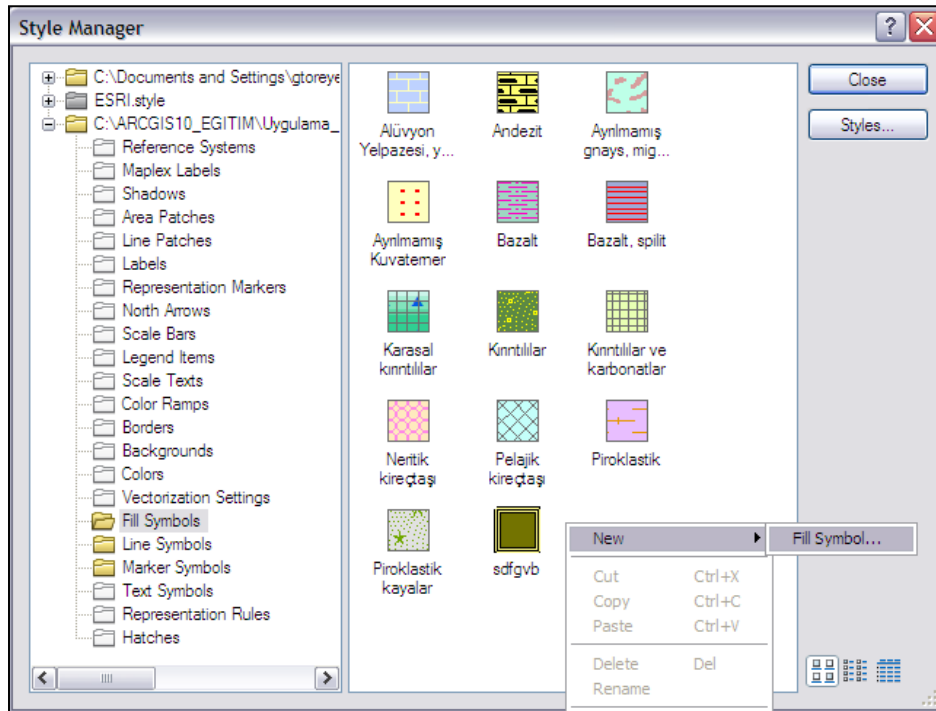 Style Manager
C:\Documents and Settings\gtoreye
ESRI.style
C:\ARCGIS10_EGITIM\Uygulama_
Reference Systems
Maplex Labels
Shadows
Area Patches
Line Patches
Labels
Representation Markers
North Arrows
Scale Bars
Legend Items
Scale Texts
Color Ramps
Borders
Backgrounds
Colors
Vectorization Settings
Fill Symbols
Line Symbols
Marker Symbols
Text Symbols
Representation Rules
Hatches
Alüvyon
Yelpazesi, y...
Andezit
Ayrılmamış
gnays, mig...
Ayrılmamış
Kuvaterner
Bazalt
Bazalt, spilit
Karasal
kırıntılılar
Kırıntılılar
Kırıntılılar ve
karbonatlar
Neritik
kireçtaşı
Pelajik
kireçtaşı
Piroklastik
Piroklastik
kayalar
sdfgvb
New
Fill Symbol...
Cut Ctrl+X
Copy Ctrl+C
Paste Ctrl+V
Delete Del
Rename
Close
Styles...